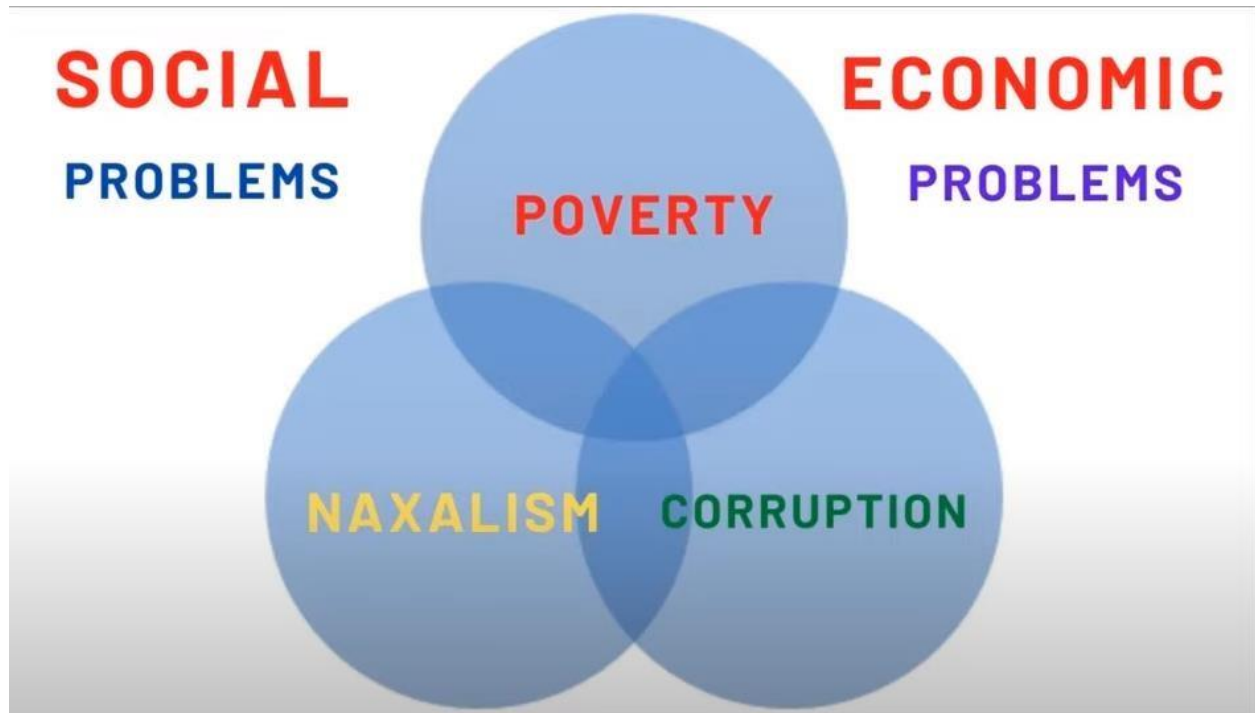 SOCIAL
PROBLEMS
ECONOMIC
PROBLEMS
POVERTY
NAXALISM
CORRUPTION